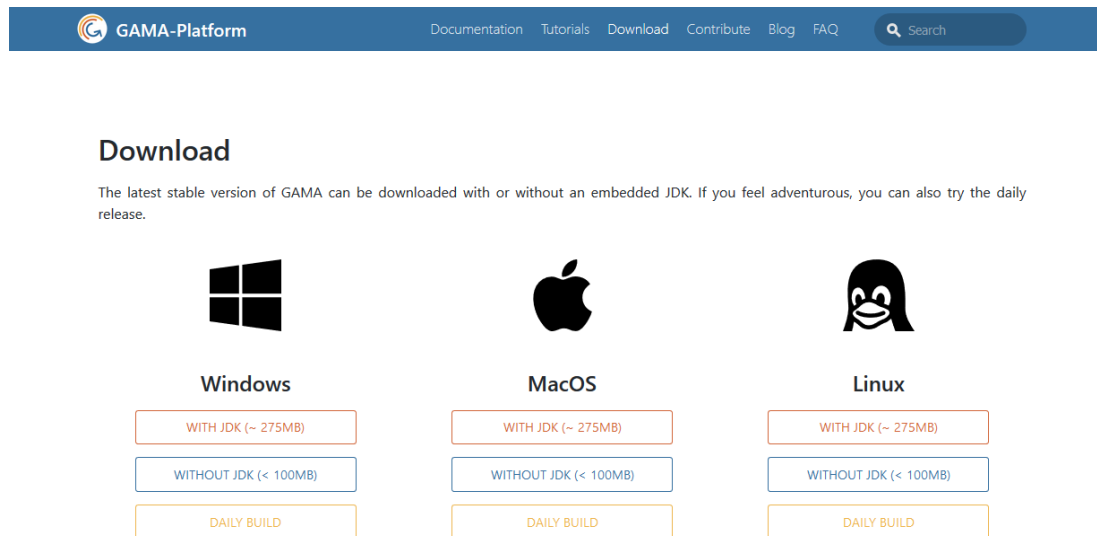 GAMA-Platform Documentation Tutorials Download Contribute Blog FAQ Search
Download
The latest stable version of GAMA can be downloaded with or without an embedded JDK. If you feel adventurous, you can also try the daily
release.
Windows MacOS Linux
WITH JDK (~ 275MB) WITH JDK (~ 275MB) WITH JDK (~ 275MB)
WITHOUT JDK (< 100MB) WITHOUT JDK (< 100MB) WITHOUT JDK (< 100MB)
DAILY BUILD DAILY BUILD DAILY BUILD